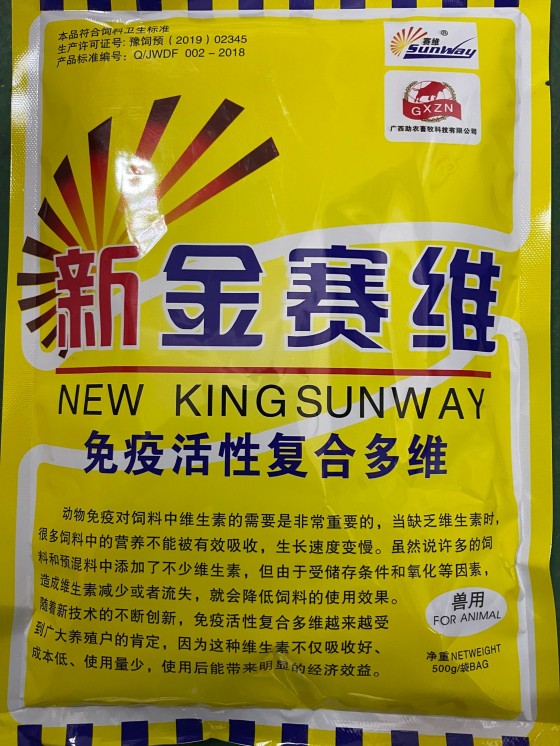 本品符合饲料卫生标准
生产许可证号: 豫饲预（2019）02345
产品标准编号: Q/JWDF 002－2018
赛维®
SunWay
GXZN
广西助农畜牧科技有限公司
新金赛维
NEW KINGSUNWAY
免疫活性复合多维
动物免疫对饲料中维生素的需要是非常重要的，当缺乏维生素时，
很多饲料中的营养不能被有效吸收，生长速度变慢。虽然说许多的饲
料和预混料中添加了不少维生素，但由于受储存条件和氧化等因素，
造成维生素减少或者流失，就会降低饲料的使用效果。
随着新技术的不断创新，免疫活性复合多维越来越受
到广大养殖户的肯定，因为这种维生素不仅吸收好、
成本低、使用量少，使用后能带来明显的经济效益。
兽用
FOR ANIMAL
净重 NETWEIGHT
500g/袋BAG